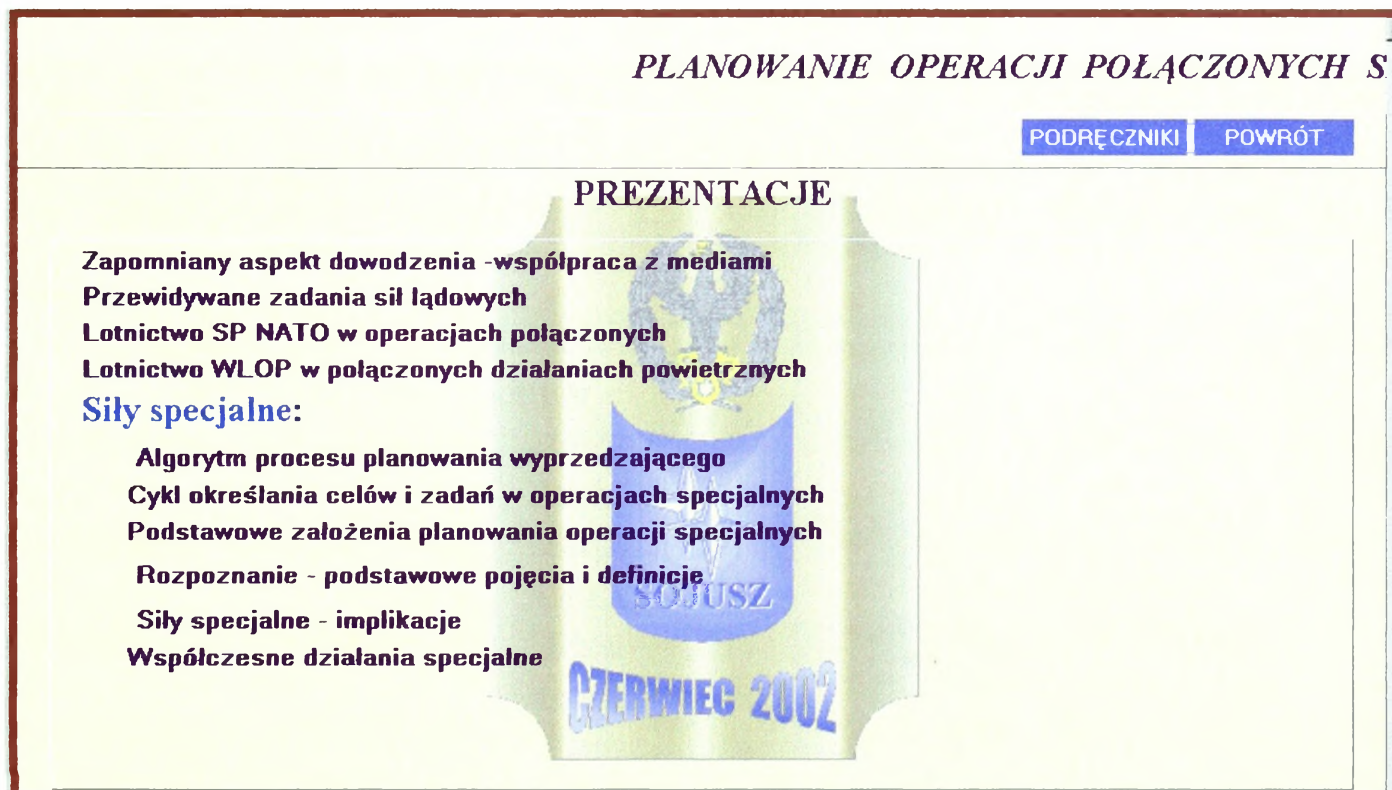 PLANOWANIE OPERACJI POŁĄCZONYCH S
PODRĘCZNIKI POWRÓT
PREZENTACJE
Zapomniany aspekt dowodzenia -współpraca z mediami
Przewidywane zadania sił lądowych
Lotnictwo SP NATO w operacjach połączonych
Lotnictwo WLOP w połączonych działaniach powietrznych
Siły specjalne:
Algorytm procesu planowania wyprzedzającego
Cykl określania celów i zadań w operacjach specjalnych
Podstawowe założenia planowania operacji specjalnych
Rozpoznanie - podstawowe pojęcia i definicje
SOJUSZ
Siły specjalne - implikacje
Współczesne działania specjalne
CZERWIEC 2002